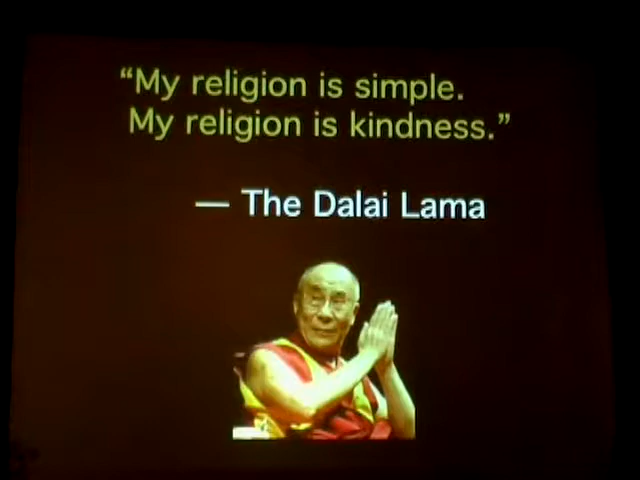 “My religion is simple.
My religion is kindness.”
— The Dalai Lama